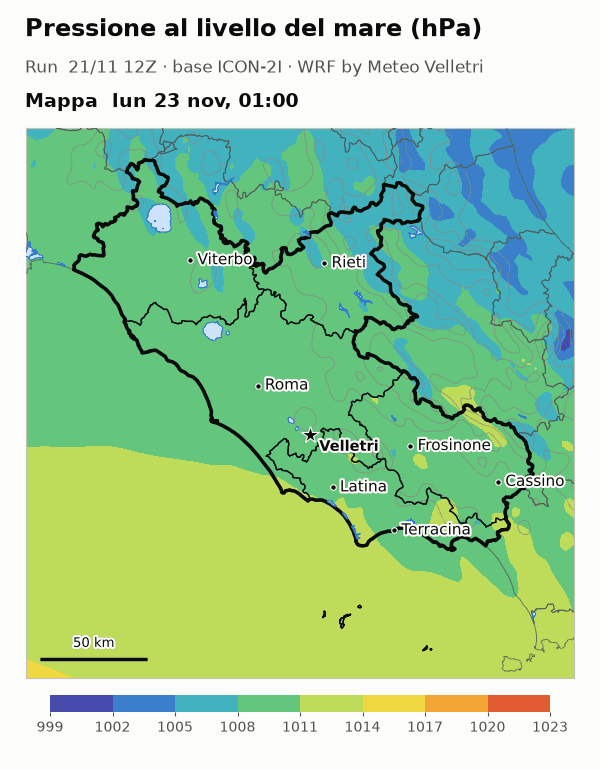 Pressione al livello del mare (hPa)
Run  21/11 12Z · base ICON-2I · WRF by Meteo Velletri
Mappa  lun 23 nov, 01:00
Viterbo
Rieti
Roma
Velletri
Frosinone
Cassino
Latina
Terracina
50 km
999 1002 1005 1008 1011 1014 1017 1020 1023